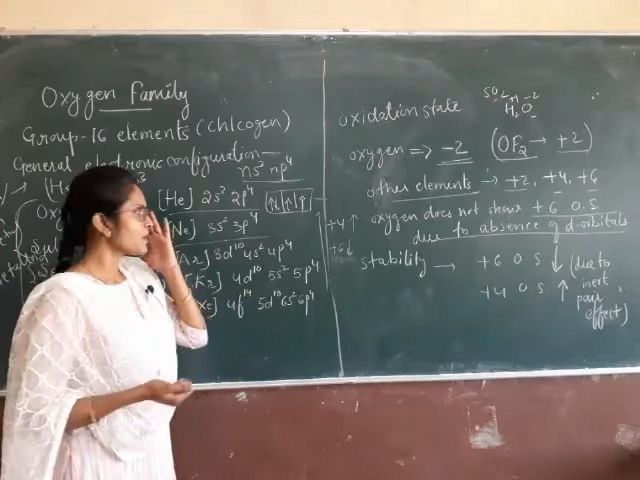 Oxygen family
Group-16 elements (Chlcogen)
General electronic configuration—
ns² np⁴
[He] 2s² 2p⁴
[Ne] 3s² 3p⁴
3d¹⁰ 4s² 4p⁴
4d¹⁰ 5s² 5p⁴
4f¹⁴ 5d¹⁰ 6s² 6p⁴
+4 ↑
+6 ↓
SO₂
H₂O⁻²
oxidation state
oxygen => -2 (OF₂ → +2)
other elements → +2, +4, +6
oxygen does not show +6 O.S.
due to absence of d-orbitals
stability → +6 O S ↓ (due to
+4 O S ↑ inert
pair
effect)